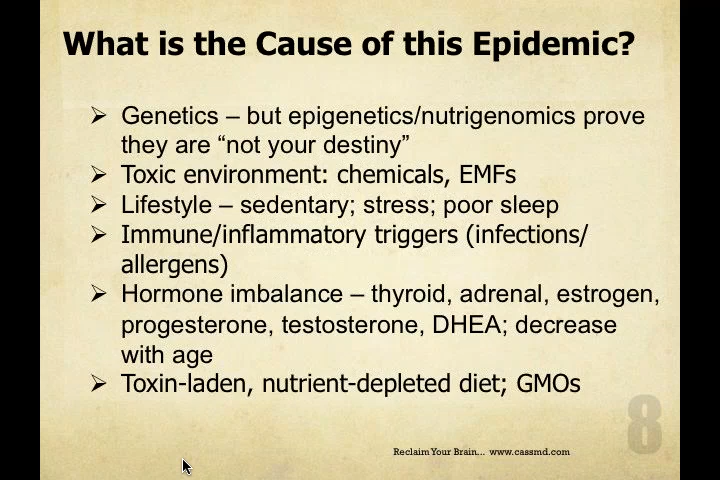 What is the Cause of this Epidemic?
➢ Genetics – but epigenetics/nutrigenomics prove
they are “not your destiny”
➢ Toxic environment: chemicals, EMFs
➢ Lifestyle – sedentary; stress; poor sleep
➢ Immune/inflammatory triggers (infections/
allergens)
➢ Hormone imbalance – thyroid, adrenal, estrogen,
progesterone, testosterone, DHEA; decrease
with age
➢ Toxin-laden, nutrient-depleted diet; GMOs
8
Reclaim Your Brain... www.cassmd.com